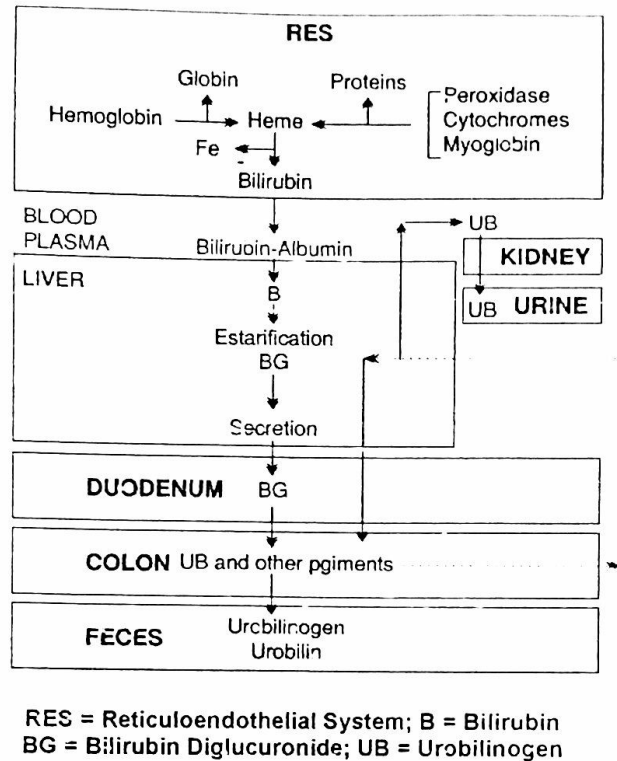 RES
Globin
Proteins
Hemoglobin
Heme
Peroxidase
Cytochromes
Myoglobin
Fe
Bilirubin
BLOOD
PLASMA
Bilirubin-Albumin
UB
KIDNEY
LIVER
B
UB URINE
Estarification
BG
Secretion
DUODENUM BG
COLON UB and other pgiments
FECES
Urobilinogen
Urobilin
RES = Reticuloendothelial System; B = Bilirubin
BG = Bilirubin Diglucuronide; UB = Urobilinogen